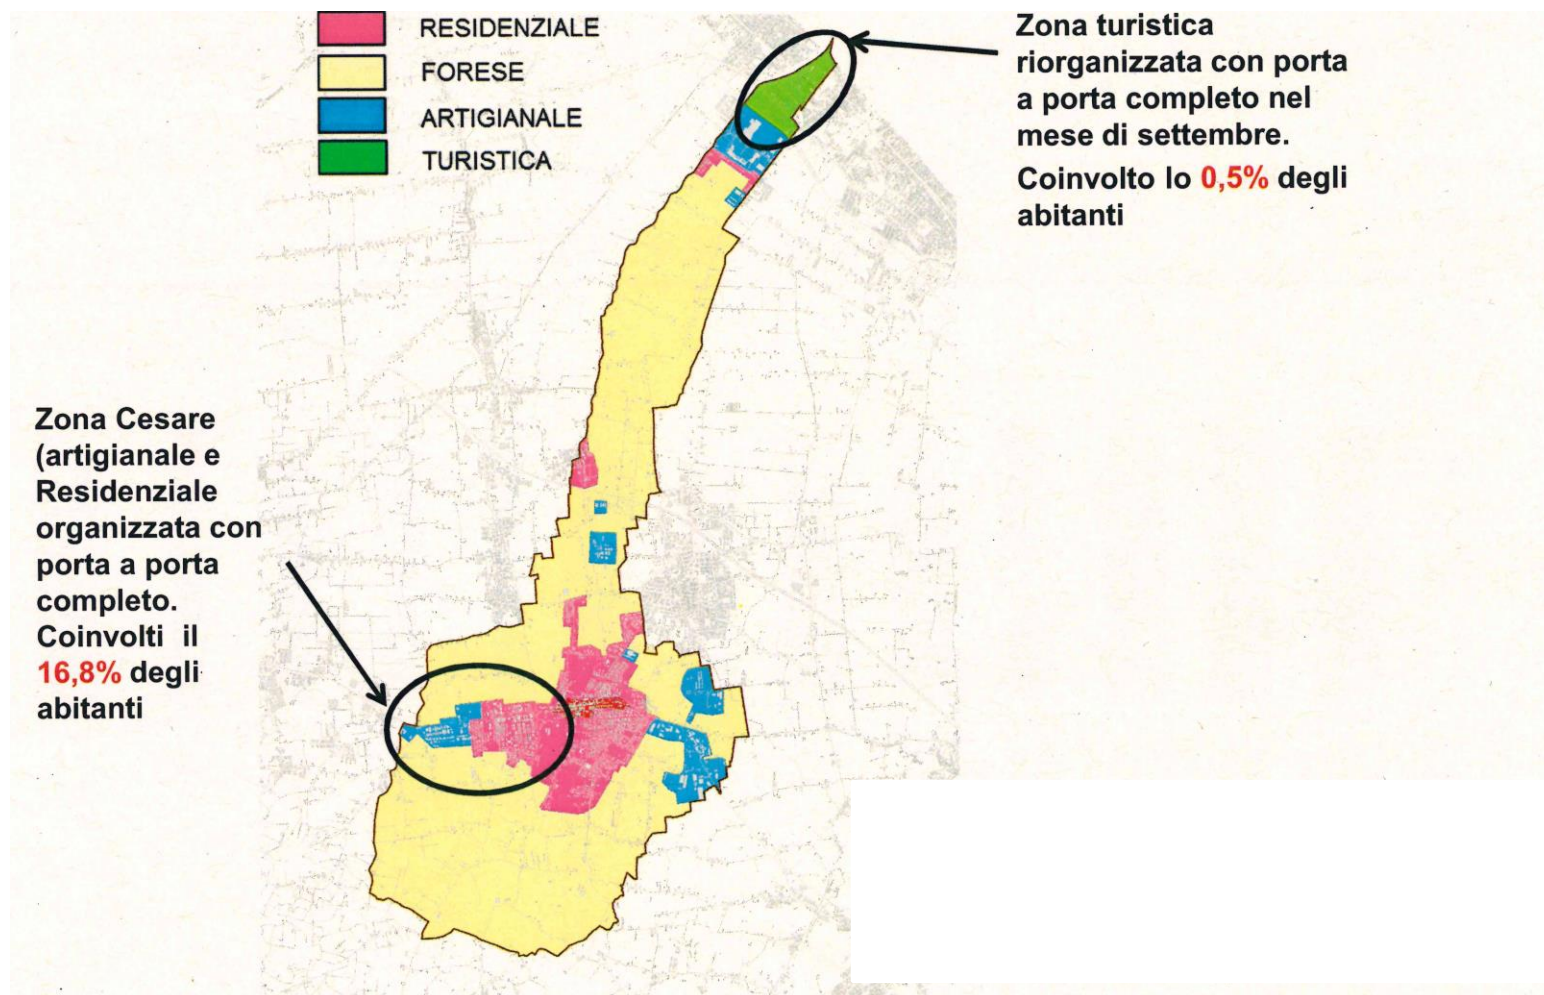 RESIDENZIALE
FORESE
ARTIGIANALE
TURISTICA
Zona turistica
riorganizzata con porta
a porta completo nel
mese di settembre.
Coinvolto lo 0,5% degli
abitanti
Zona Cesare
(artigianale e
Residenziale
organizzata con
porta a porta
completo.
Coinvolti il
16,8% degli
abitanti